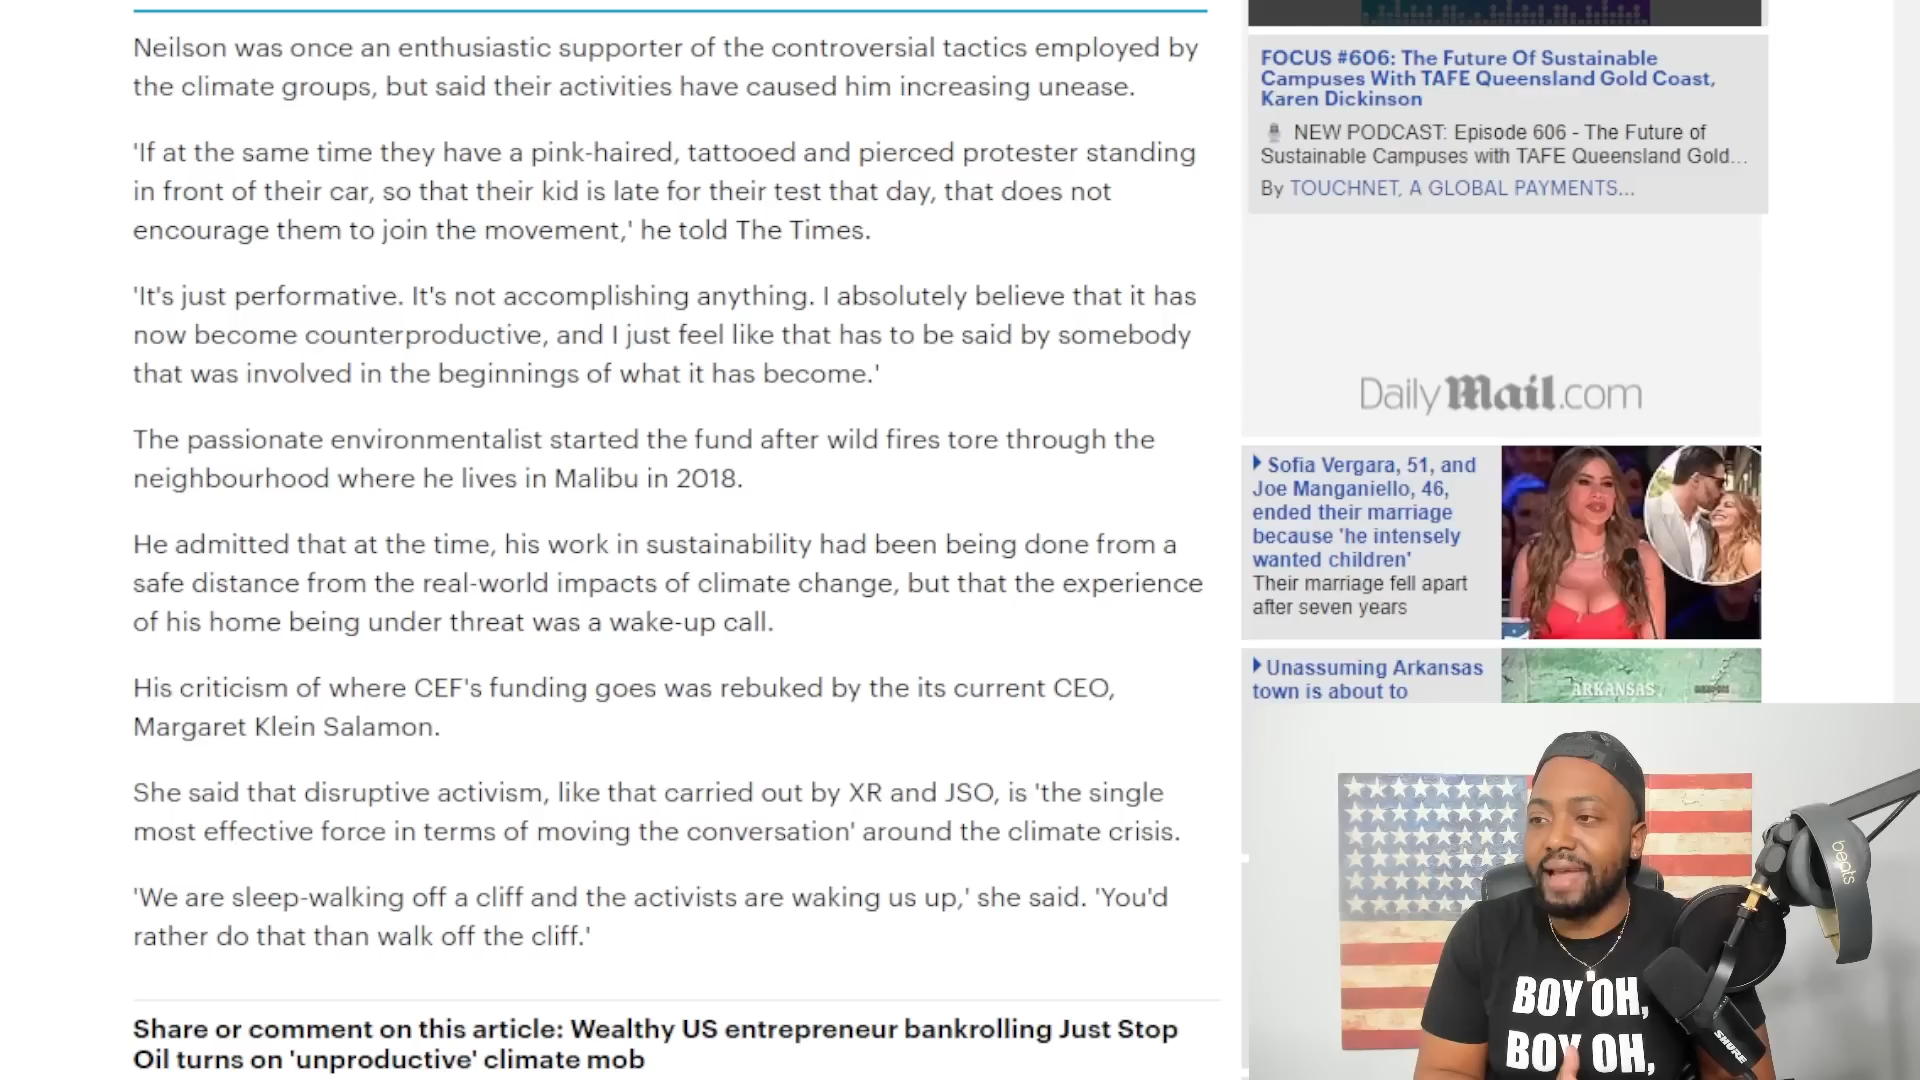 Neilson was once an enthusiastic supporter of the controversial tactics employed by
the climate groups, but said their activities have caused him increasing unease.
'If at the same time they have a pink-haired, tattooed and pierced protester standing
in front of their car, so that their kid is late for their test that day, that does not
encourage them to join the movement,' he told The Times.
'It's just performative. It's not accomplishing anything. I absolutely believe that it has
now become counterproductive, and I just feel like that has to be said by somebody
that was involved in the beginnings of what it has become.'
The passionate environmentalist started the fund after wild fires tore through the
neighbourhood where he lives in Malibu in 2018.
He admitted that at the time, his work in sustainability had been being done from a
safe distance from the real-world impacts of climate change, but that the experience
of his home being under threat was a wake-up call.
His criticism of where CEF's funding goes was rebuked by the its current CEO,
Margaret Klein Salamon.
She said that disruptive activism, like that carried out by XR and JSO, is 'the single
most effective force in terms of moving the conversation' around the climate crisis.
'We are sleep-walking off a cliff and the activists are waking us up,' she said. 'You'd
rather do that than walk off the cliff.'
Share or comment on this article: Wealthy US entrepreneur bankrolling Just Stop
Oil turns on 'unproductive' climate mob
FOCUS #606: The Future Of Sustainable
Campuses With TAFE Queensland Gold Coast,
Karen Dickinson
NEW PODCAST: Episode 606 - The Future of
Sustainable Campuses with TAFE Queensland Gold...
By TOUCHNET, A GLOBAL PAYMENTS...
DailyMail.com
Sofia Vergara, 51, and
Joe Manganiello, 46,
ended their marriage
because 'he intensely
wanted children'
Their marriage fell apart
after seven years
Unassuming Arkansas
town is about to
ARKANSAS
beats
SHURE
BOY OH,
BOY OH,